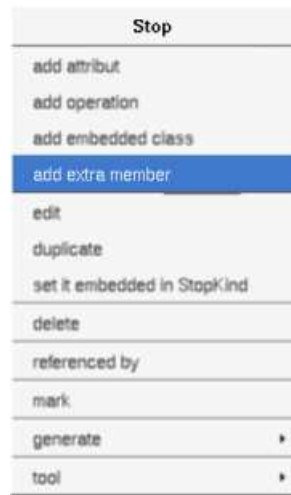 Stop
add attribut
add operation
add embedded class
add extra member
edit
duplicate
set it embedded in StopKind
delete
referenced by
mark
generate
tool